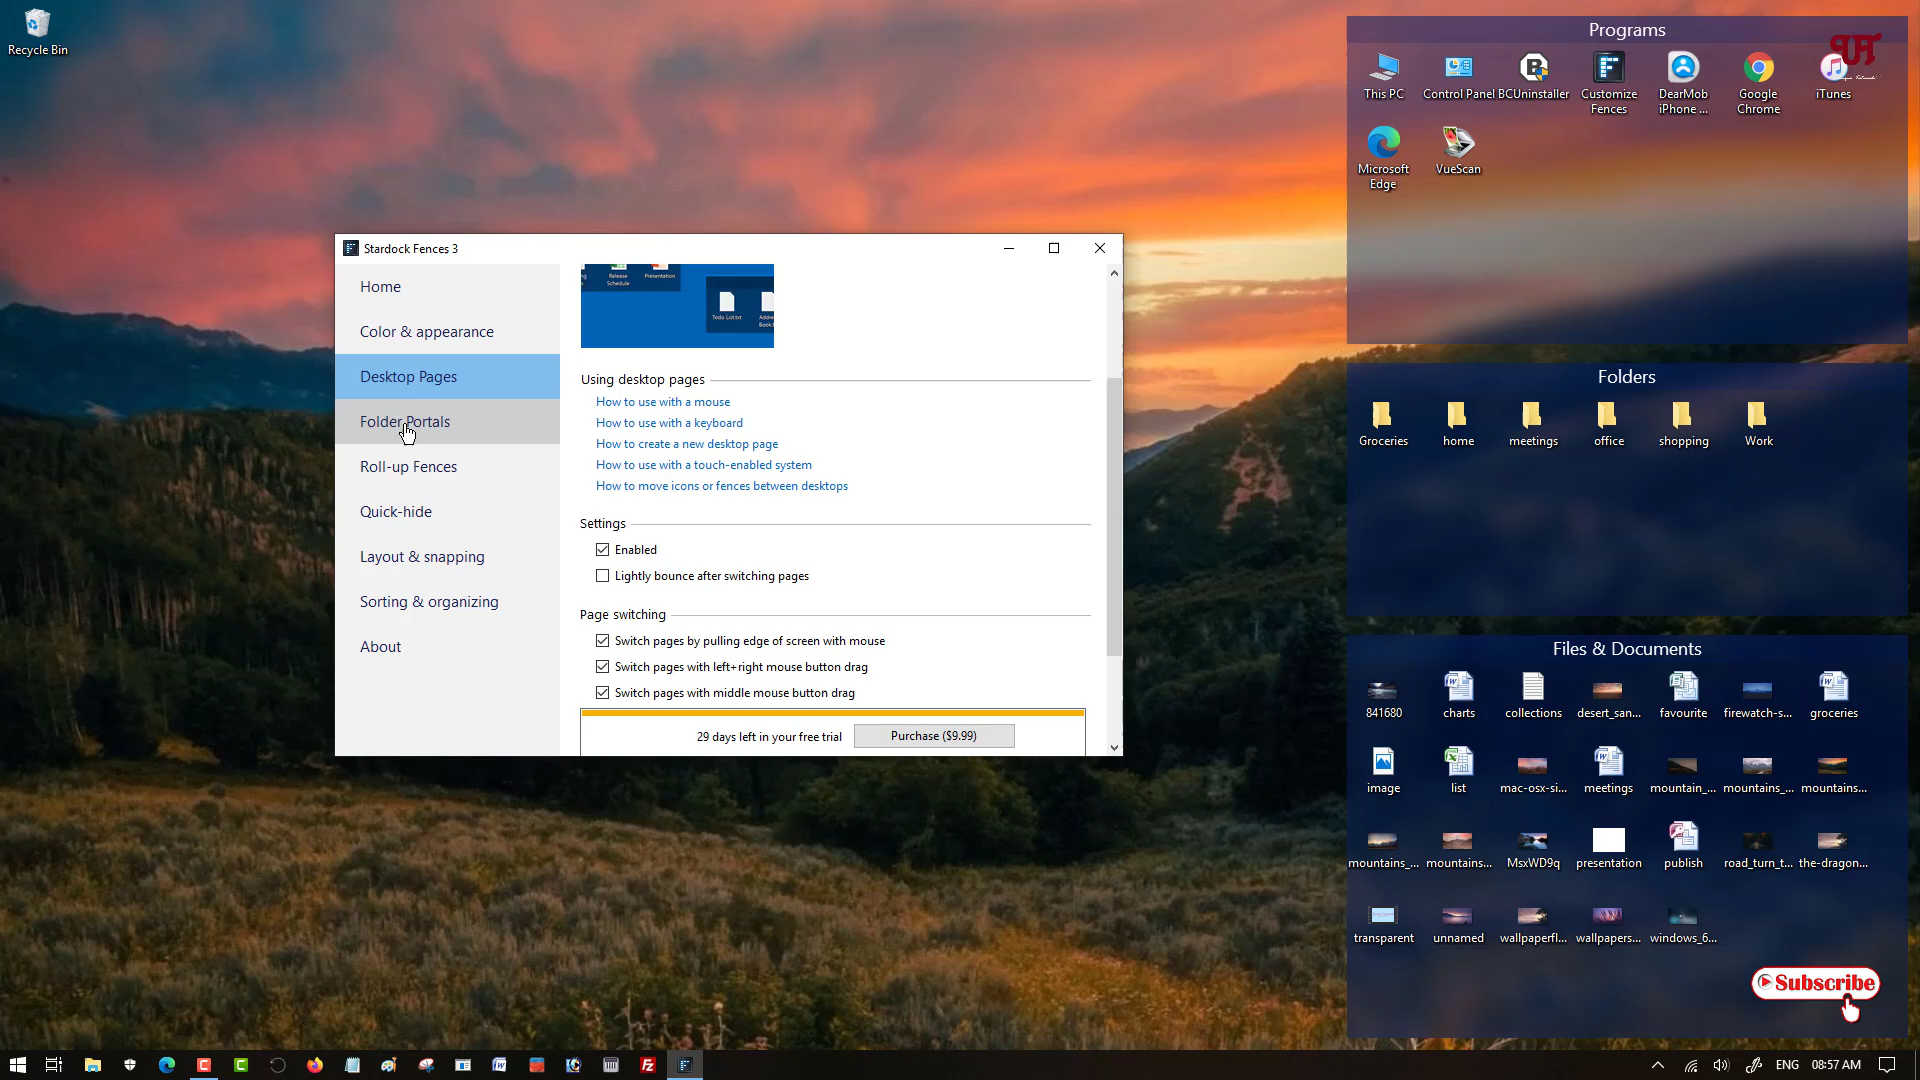 Recycle Bin
Programs
This PC
Control Panel
BCUninstaller
Customize
Fences
DearMob
iPhone ...
Google
Chrome
iTunes
Microsoft
Edge
VueScan
Stardock Fences 3
Home
Color & appearance
Desktop Pages
Folder Portals
Roll-up Fences
Quick-hide
Layout & snapping
Sorting & organizing
About
Release
Schedule
Presentation
Todo List.txt
Using desktop pages
How to use with a mouse
How to use with a keyboard
How to create a new desktop page
How to use with a touch-enabled system
How to move icons or fences between desktops
Settings
Enabled
Lightly bounce after switching pages
Page switching
Switch pages by pulling edge of screen with mouse
Switch pages with left+right mouse button drag
Switch pages with middle mouse button drag
29 days left in your free trial
Purchase ($9.99)
Folders
Groceries
home
meetings
office
shopping
Work
Files & Documents
841680
charts
collections
desert_san...
favourite
firewatch-s...
groceries
image
list
mac-osx-si...
meetings
mountain_...
mountains_...
mountains...
mountains_...
mountains...
MsxWD9q
presentation
publish
road_turn_t...
the-dragon...
transparent
unnamed
wallpaperfl...
wallpapers...
windows_6...
Subscribe
ENG
08:57 AM